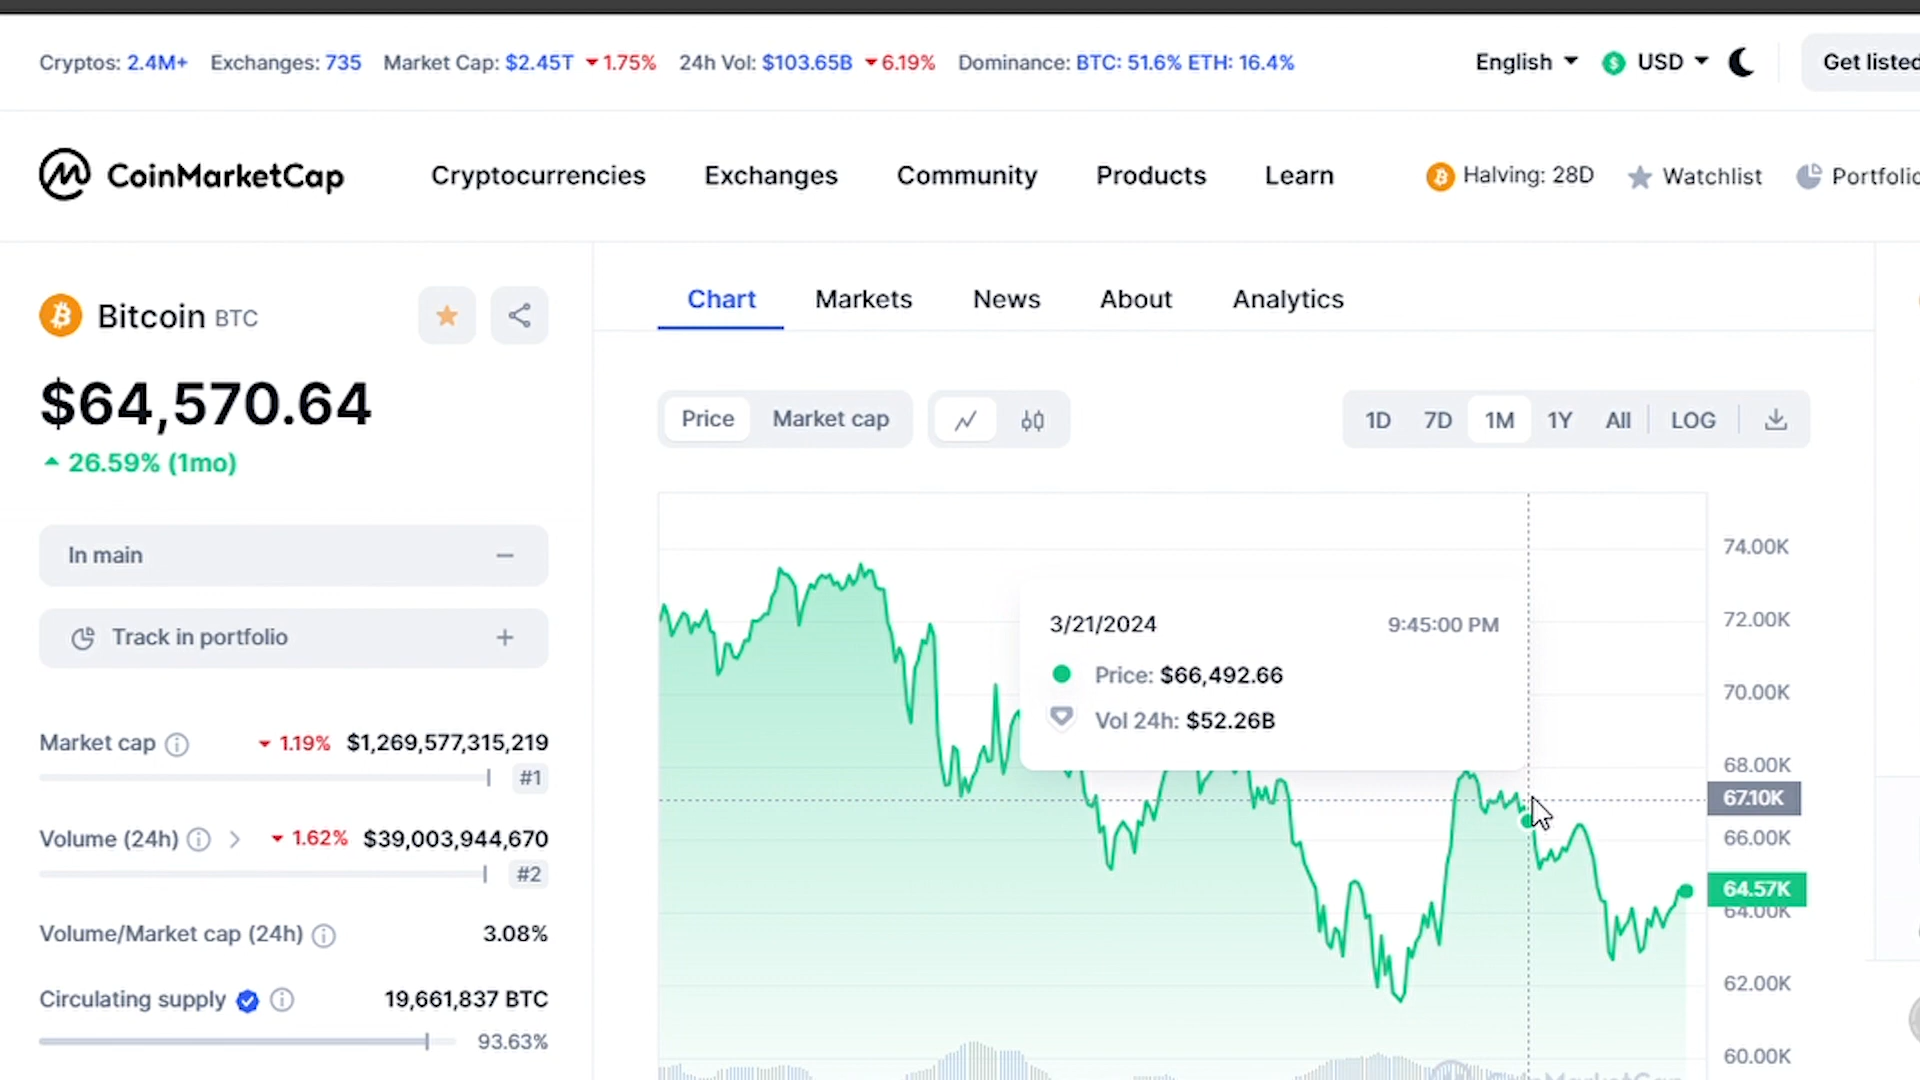 Cryptos: 2.4M+ Exchanges: 735 Market Cap: $2.45T 1.75% 24h Vol: $103.65B 6.19% Dominance: BTC: 51.6% ETH: 16.4%
English USD Get listed
CoinMarketCap Cryptocurrencies Exchanges Community Products Learn Halving: 28D Watchlist Portfolio
Bitcoin BTC
$64,570.64
26.59% (1mo)
In main
Track in portfolio
Market cap 1.19% $1,269,577,315,219
#1
Volume (24h) 1.62% $39,003,944,670
#2
Volume/Market cap (24h) 3.08%
Circulating supply 19,661,837 BTC
93.63%
Chart Markets News About Analytics
Price Market cap
1D 7D 1M 1Y All LOG
3/21/2024 9:45:00 PM
Price: $66,492.66
Vol 24h: $52.26B
74.00K
72.00K
70.00K
68.00K
67.10K
66.00K
64.57K
64.00K
62.00K
60.00K
CoinMarketCap